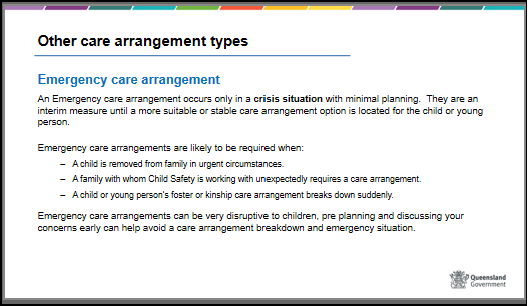 Other care arrangement types
Emergency care arrangement
An Emergency care arrangement occurs only in a crisis situation with minimal planning. They are an
interim measure until a more suitable or stable care arrangement option is located for the child or young
person.
Emergency care arrangements are likely to be required when:
– A child is removed from family in urgent circumstances.
– A family with whom Child Safety is working with unexpectedly requires a care arrangement.
– A child or young person's foster or kinship care arrangement breaks down suddenly.
Emergency care arrangements can be very disruptive to children, pre planning and discussing your
concerns early can help avoid a care arrangement breakdown and emergency situation.
Queensland
Government